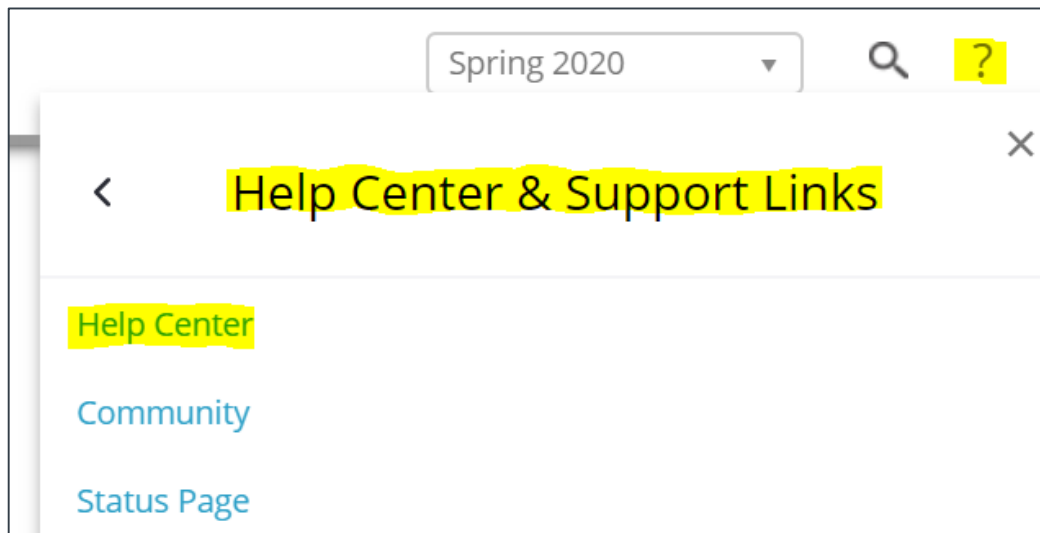 Spring 2020
?
Help Center & Support Links
Help Center
Community
Status Page